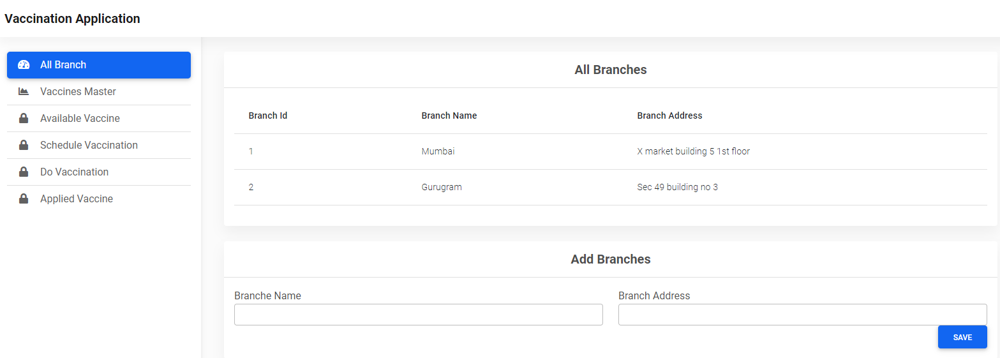 Vaccination Application
All Branch
Vaccines Master
Available Vaccine
Schedule Vaccination
Do Vaccination
Applied Vaccine
All Branches
Branch Id Branch Name Branch Address
1 Mumbai X market building 5 1st floor
2 Gurugram Sec 49 building no 3
Add Branches
Branche Name Branch Address
SAVE